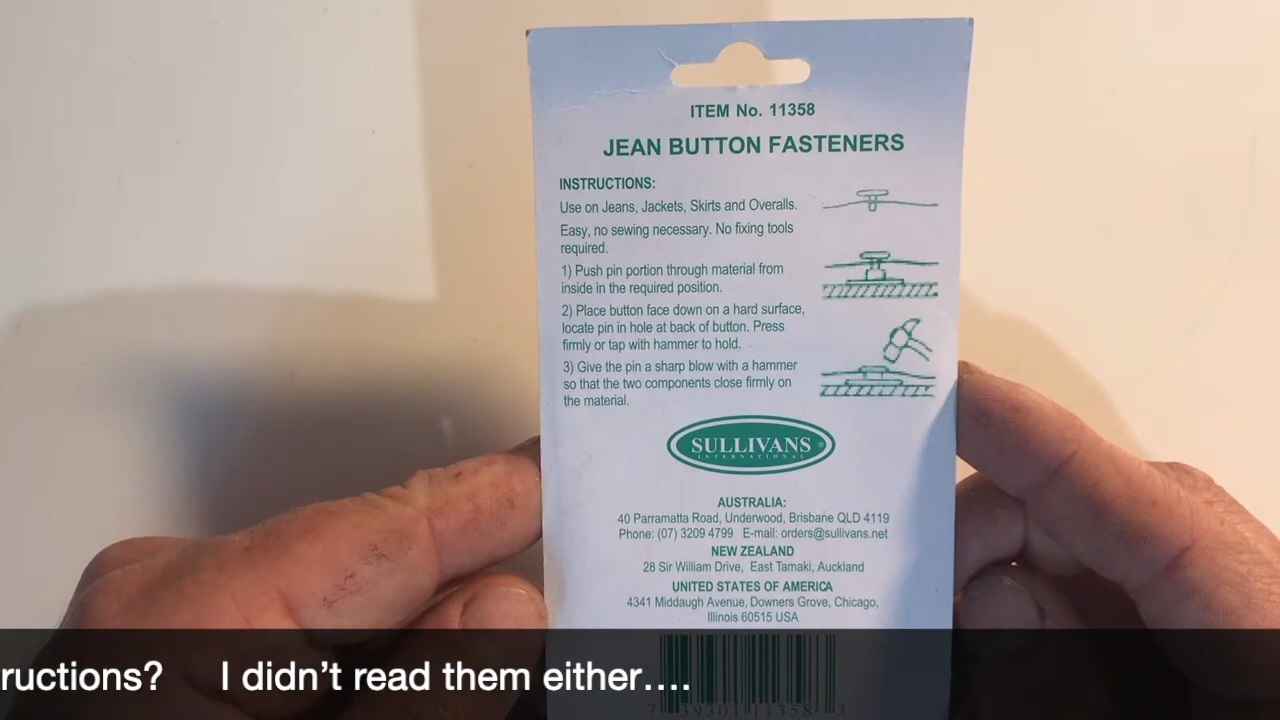 ITEM No. 11358
JEAN BUTTON FASTENERS
INSTRUCTIONS:
Use on Jeans, Jackets, Skirts and Overalls.
Easy, no sewing necessary. No fixing tools
required.
1) Push pin portion through material from
inside in the required position.
2) Place button face down on a hard surface,
locate pin in hole at back of button. Press
firmly or tap with hammer to hold.
3) Give the pin a sharp blow with a hammer
so that the two components close firmly on
the material.
SULLIVANS ®
INTERNATIONAL
AUSTRALIA:
40 Parramatta Road, Underwood, Brisbane QLD 4119
Phone: (07) 3209 4799 E-mail: orders@sullivans.net
NEW ZEALAND
28 Sir William Drive, East Tamaki, Auckland
UNITED STATES OF AMERICA
4341 Middaugh Avenue, Downers Grove, Chicago,
Illinois 60515 USA
ructions? I didn't read them either....
7 39301 11358 3